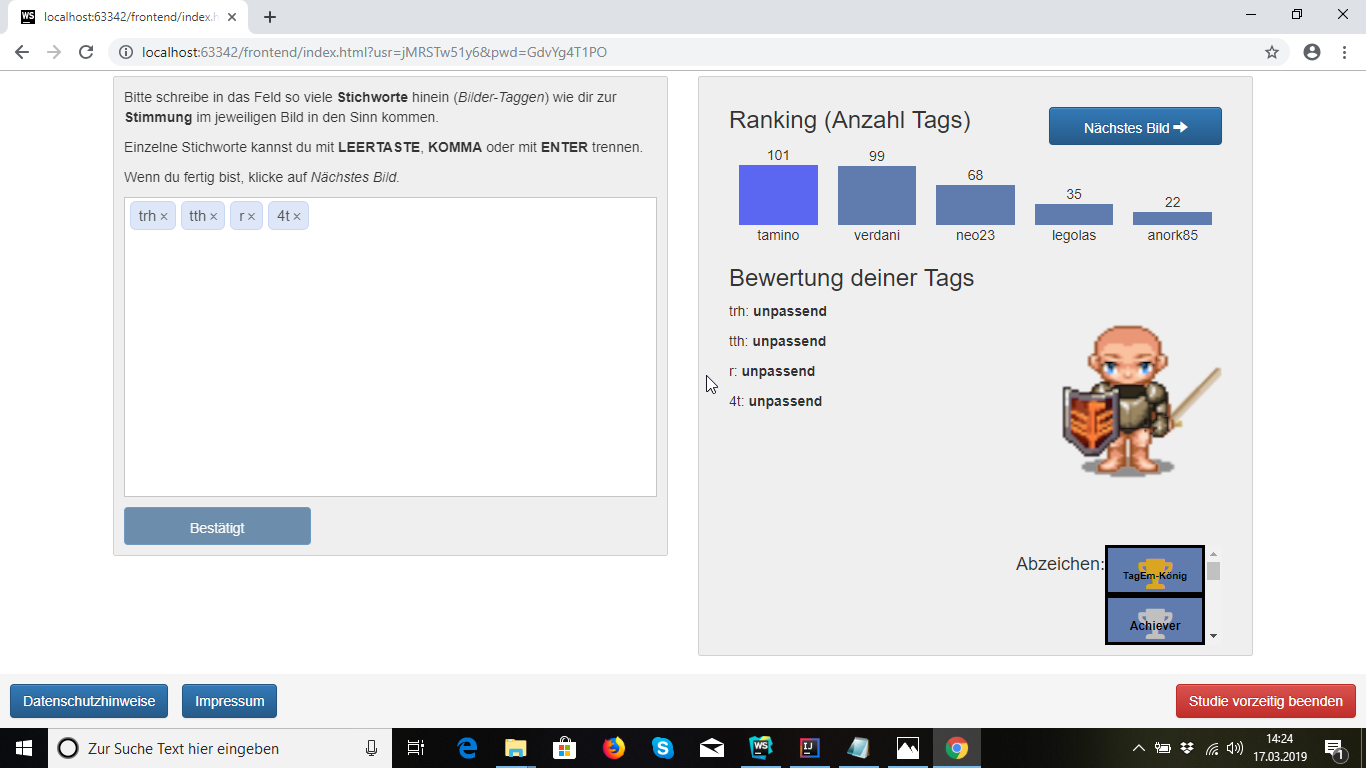 localhost:63342/frontend/index.h
localhost:63342/frontend/index.html?usr=jMRSTw51y6&pwd=GdvYg4T1PO
Bitte schreibe in das Feld so viele Stichworte hinein (Bilder-Taggen) wie dir zur
Stimmung im jeweiligen Bild in den Sinn kommen.
Einzelne Stichworte kannst du mit LEERTASTE, KOMMA oder mit ENTER trennen.
Wenn du fertig bist, klicke auf Nächstes Bild.
trh × tth × r × 4t ×
Bestätigt
Ranking (Anzahl Tags)
Nächstes Bild
101 99 68 35 22
tamino verdani neo23 legolas anork85
Bewertung deiner Tags
trh: unpassend
tth: unpassend
r: unpassend
4t: unpassend
Abzeichen:
TagEm-König
Achiever
Datenschutzhinweise Impressum Studie vorzeitig beenden
Zur Suche Text hier eingeben
WS
IJ
14:24
17.03.2019
1